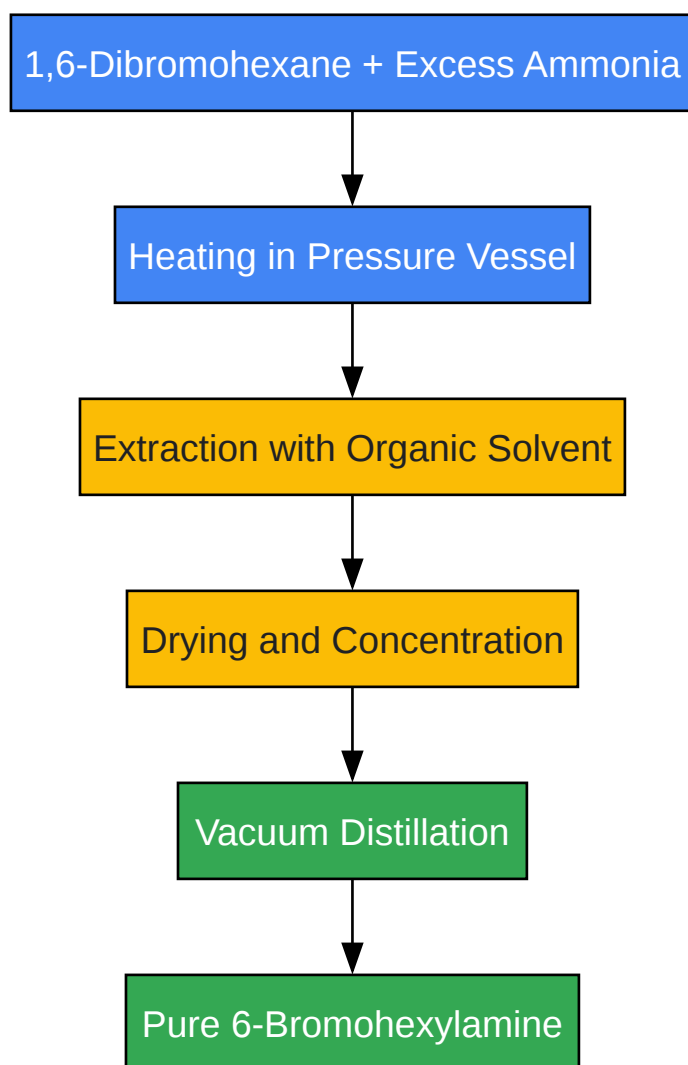 1,6-Dibromohexane + Excess Ammonia
Heating in Pressure Vessel
Extraction with Organic Solvent
Drying and Concentration
Vacuum Distillation
Pure 6-Bromohexylamine